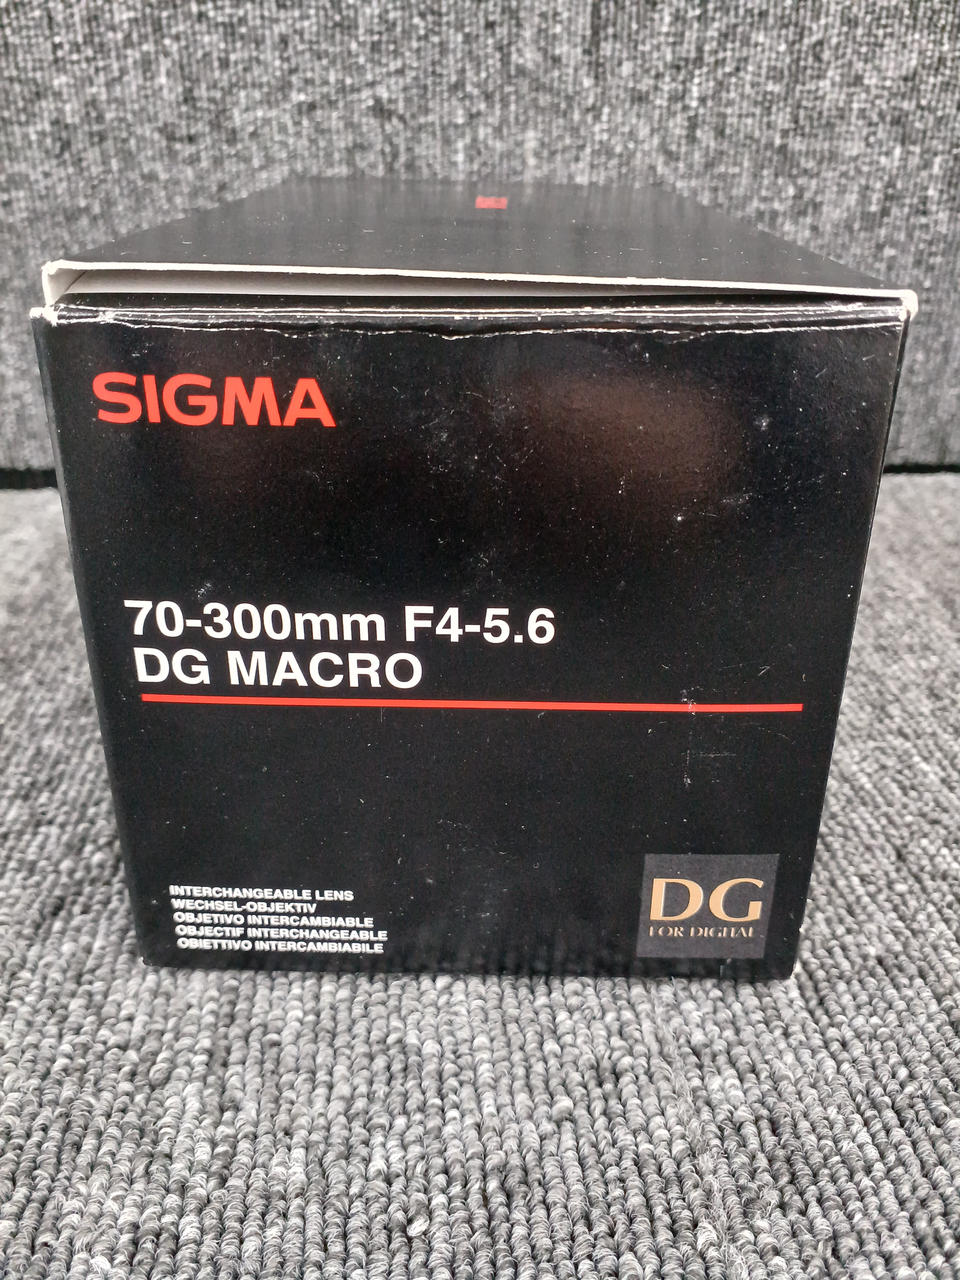 SIGMA
70-300mm F4-5.6
DG MACRO
INTERCHANGEABLE LENS
WECHSEL-OBJEKTIV
OBJETIVO INTERCAMBIABLE
OBJECTIF INTERCHANGEABLE
OBIETTIVO INTERCAMBIABILE
DG
FOR DIGITAL